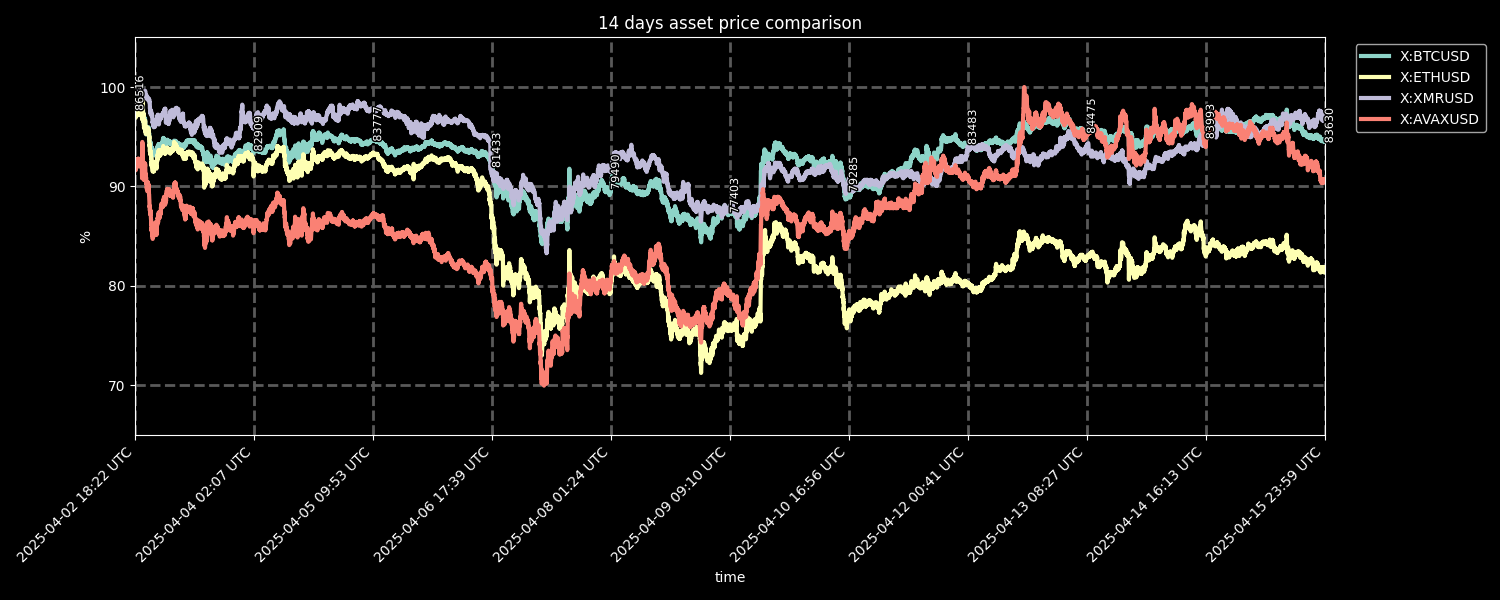 14 days asset price comparison
X:BTCUSD
X:ETHUSD
X:XMRUSD
X:AVAXUSD
%
100
90
80
70
86516
82909
83777
81433
79490
77403
79285
83483
84475
83993
83630
2025-04-02 18:22 UTC
2025-04-04 02:07 UTC
2025-04-05 09:53 UTC
2025-04-06 17:39 UTC
2025-04-08 01:24 UTC
2025-04-09 09:10 UTC
2025-04-10 16:56 UTC
2025-04-12 00:41 UTC
2025-04-13 08:27 UTC
2025-04-14 16:13 UTC
2025-04-15 23:59 UTC
time